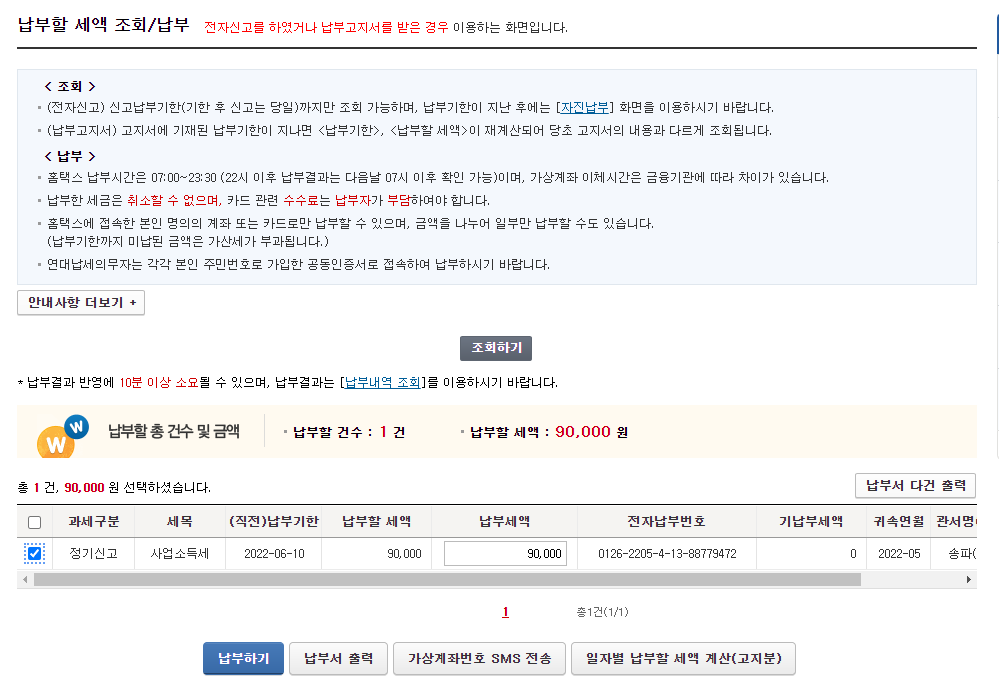 납부할 세액 조회/납부 전자신고를 하였거나 납부고지서를 받은 경우 이용하는 화면입니다.
< 조회 >
(전자신고) 신고납부기한(기한 후 신고는 당일)까지만 조회 가능하며, 납부기한이 지난 후에는 [자진납부] 화면을 이용하시기 바랍니다.
(납부고지서) 고지서에 기재된 납부기한이 지나면 <납부기한>, <납부할 세액>이 재계산되어 당초 고지서의 내용과 다르게 조회됩니다.
< 납부 >
홈택스 납부시간은 07:00~23:30 (22시 이후 납부결과는 다음날 07시 이후 확인 가능)이며, 가상계좌 이체시간은 금융기관에 따라 차이가 있습니다.
납부한 세금은 취소할 수 없으며, 카드 관련 수수료는 납부자가 부담하여야 합니다.
홈택스에 접속한 본인 명의의 계좌 또는 카드로만 납부할 수 있으며, 금액을 나누어 일부만 납부할 수도 있습니다.
(납부기한까지 미납된 금액은 가산세가 부과됩니다.)
연대납세의무자는 각각 본인 주민번호로 가입한 공동인증서로 접속하여 납부하시기 바랍니다.
안내사항 더보기 +
조회하기
* 납부결과 반영에 10분 이상 소요될 수 있으며, 납부결과는 [납부내역 조회]를 이용하시기 바랍니다.
W W 납부할 총 건수 및 금액 납부할 건수 : 1 건 납부할 세액 : 90,000 원
총 1 건, 90,000 원 선택하셨습니다. 납부서 다건 출력
과세구분 세목 (직전)납부기한 납부할 세액 납부세액 전자납부번호 기납부세액 귀속연월 관서명(
정기신고 사업소득세 2022-06-10 90,000 90,000 0126-2205-4-13-88779472 0 2022-05 송파(
1 총1건(1/1)
납부하기 납부서 출력 가상계좌번호 SMS 전송 일자별 납부할 세액 계산(고지분)